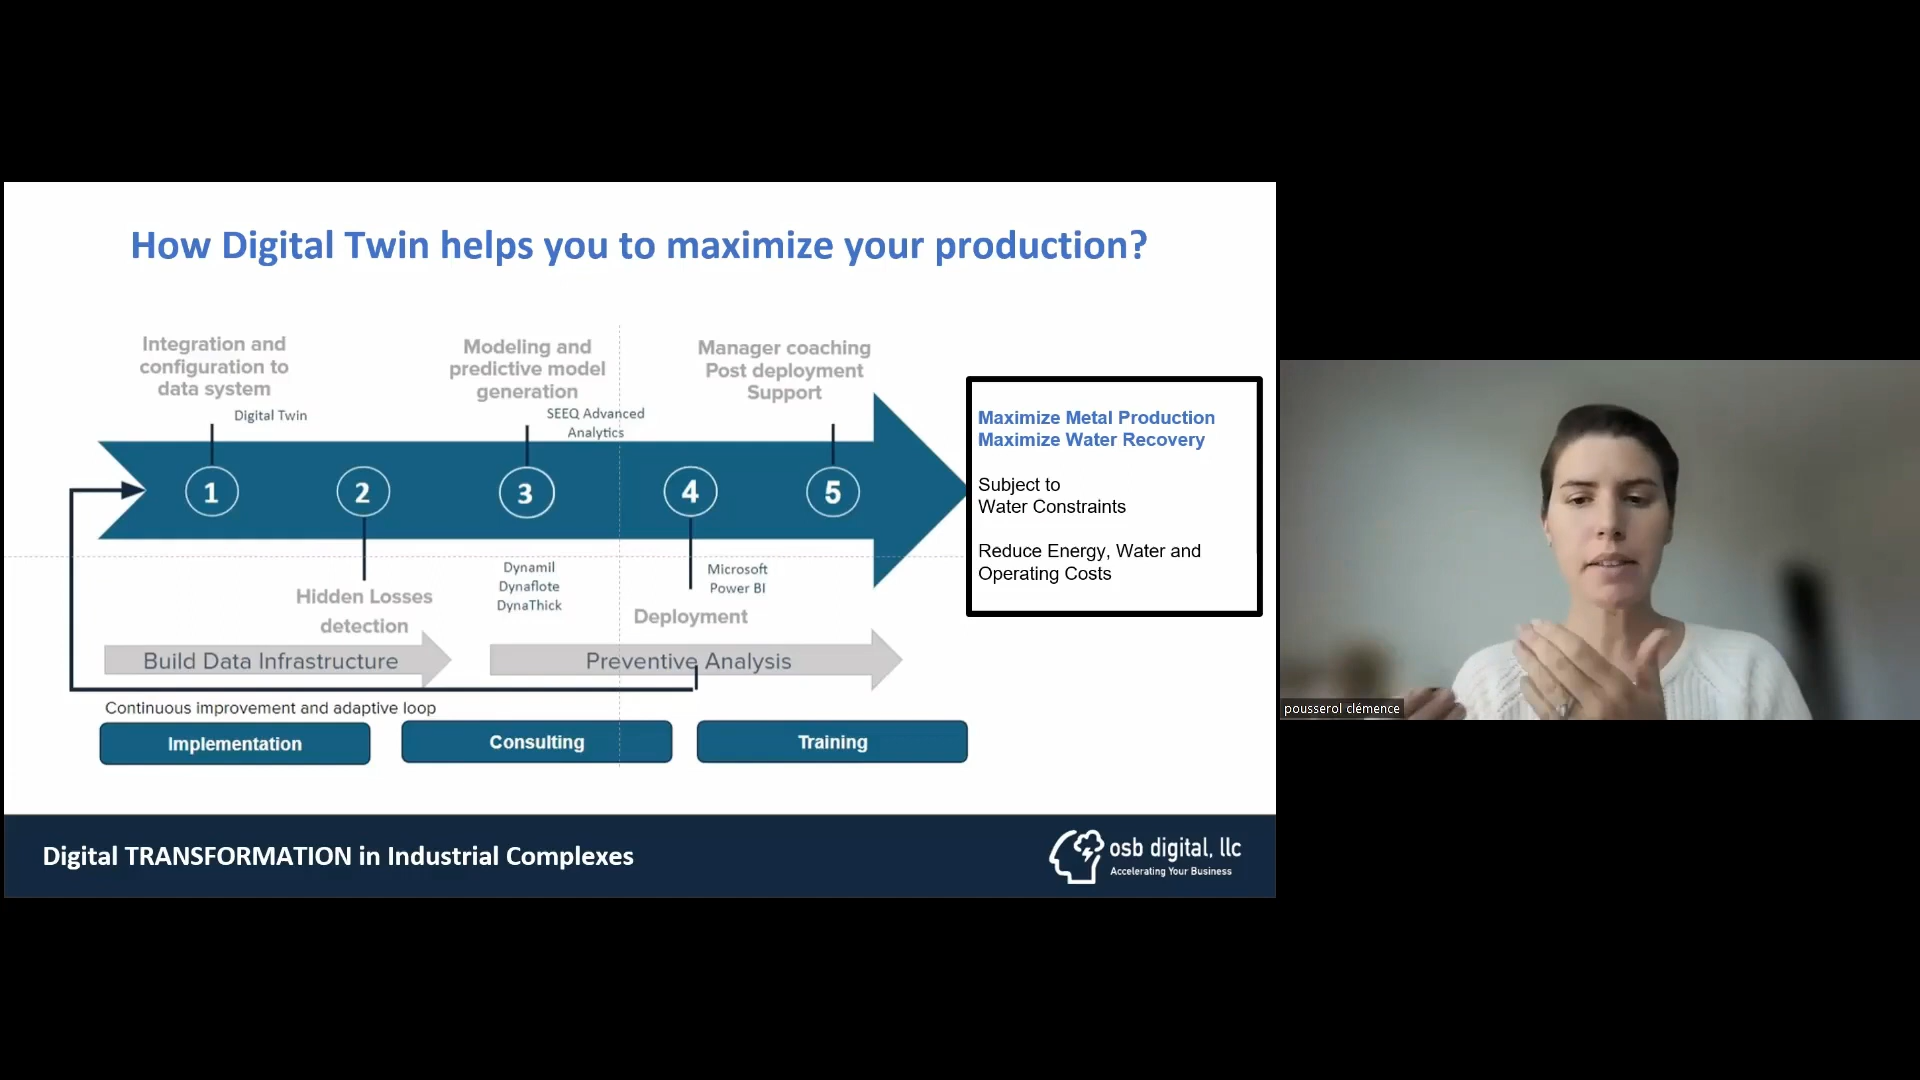 How Digital Twin helps you to maximize your production?
Integration and
configuration to
data system
Digital Twin
Modeling and
predictive model
generation
SEEQ Advanced
Analytics
Manager coaching
Post deployment
Support
1
2
3
4
5
Maximize Metal Production
Maximize Water Recovery
Subject to
Water Constraints
Reduce Energy, Water and
Operating Costs
Hidden Losses
detection
Dynamil
Dynaflote
DynaThick
Microsoft
Power BI
Deployment
Build Data Infrastructure
Preventive Analysis
Continuous improvement and adaptive loop
Implementation
Consulting
Training
Digital TRANSFORMATION in Industrial Complexes
osb digital, llc
Accelerating Your Business
pousserol clémence